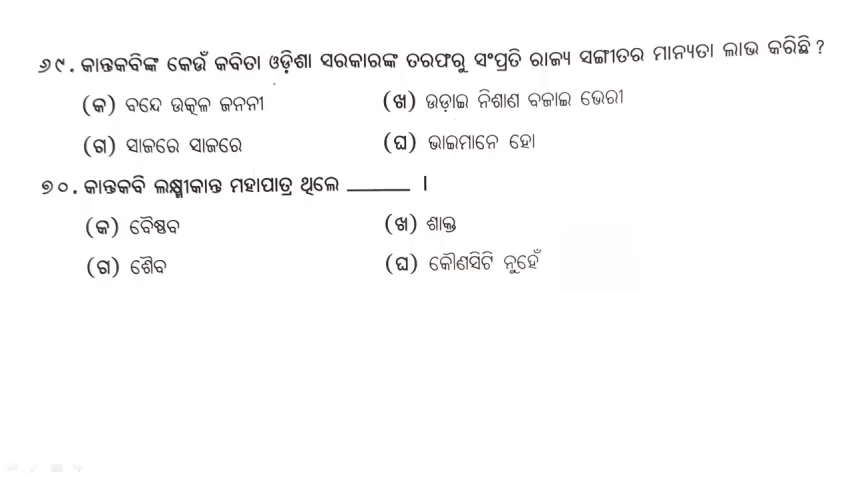 ୬୯. କାନ୍ତକବିଙ୍କ କେଉଁ କବିତା ଓଡ଼ିଶା ସରକାରଙ୍କ ତରଫରୁ ସଂପ୍ରତି ରାଜ୍ୟ ସଙ୍ଗୀତର ମାନ୍ୟତା ଲାଭ କରିଛି ?
(କ) ବନ୍ଦେ ଉତ୍କଳ ଜନନୀ (ଖ) ଉଡ଼ାଇ ନିଶାଣ ବଜାଇ ଭେରୀ
(ଗ) ସାଜରେ ସାଜରେ (ଘ) ଭାଇମାନେ ହୋ
୭୦. କାନ୍ତକବି ଲକ୍ଷ୍ମୀକାନ୍ତ ମହାପାତ୍ର ଥିଲେ ______ ।
(କ) ବୈଷ୍ଣବ (ଖ) ଶାକ୍ତ
(ଗ) ଶୈବ (ଘ) କୌଣସିଟି ନୁହେଁ